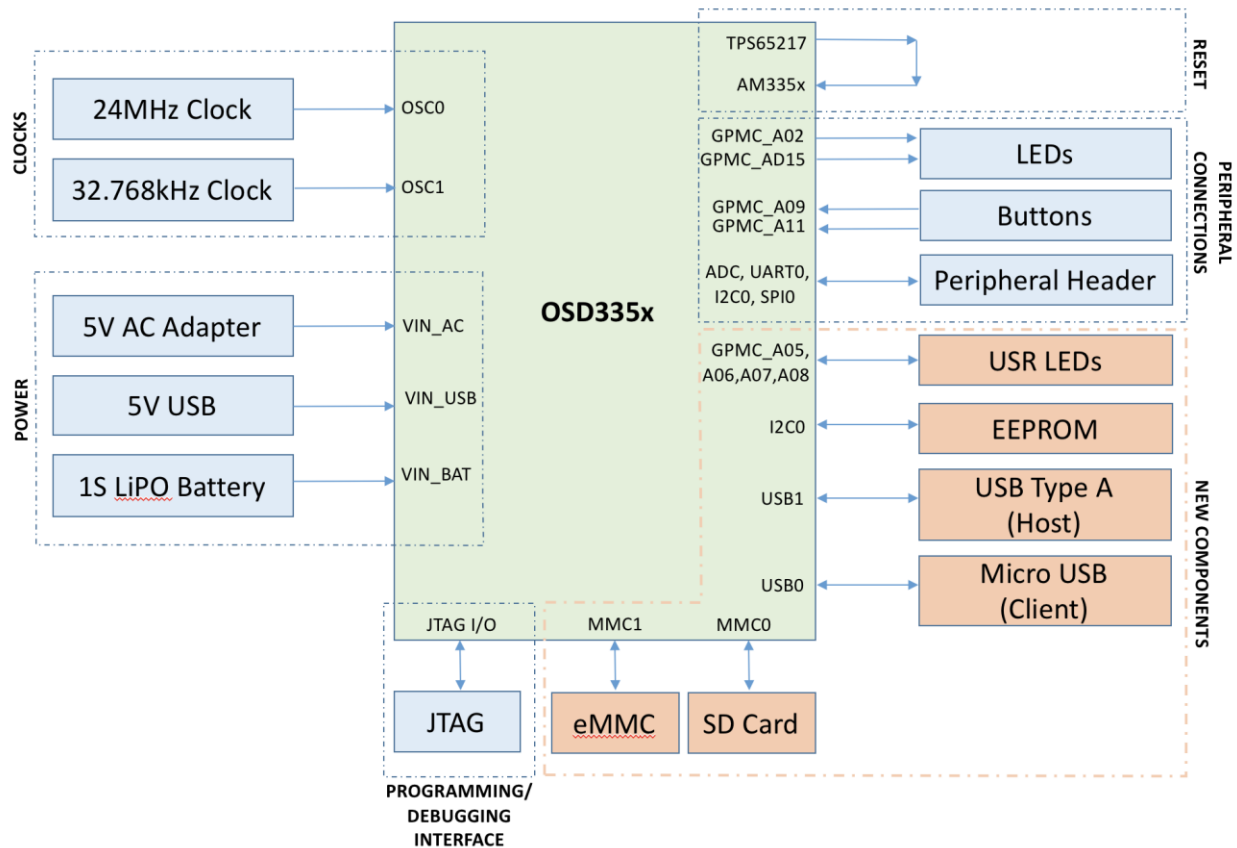 CLOCKS
24MHz Clock
OSC0
32.768kHz Clock
OSC1
POWER
5V AC Adapter
VIN_AC
5V USB
VIN_USB
1S LiPO Battery
VIN_BAT
OSD335x
TPS65217
AM335x
RESET
GPMC_A02
GPMC_AD15
LEDs
GPMC_A09
GPMC_A11
Buttons
ADC, UART0,
I2C0, SPI0
Peripheral Header
PERIPHERAL
CONNECTIONS
GPMC_A05,
A06,A07,A08
USR LEDs
I2C0
EEPROM
USB1
USB Type A
(Host)
USB0
Micro USB
(Client)
NEW COMPONENTS
JTAG I/O
MMC1
MMC0
JTAG
eMMC
SD Card
PROGRAMMING/
DEBUGGING
INTERFACE